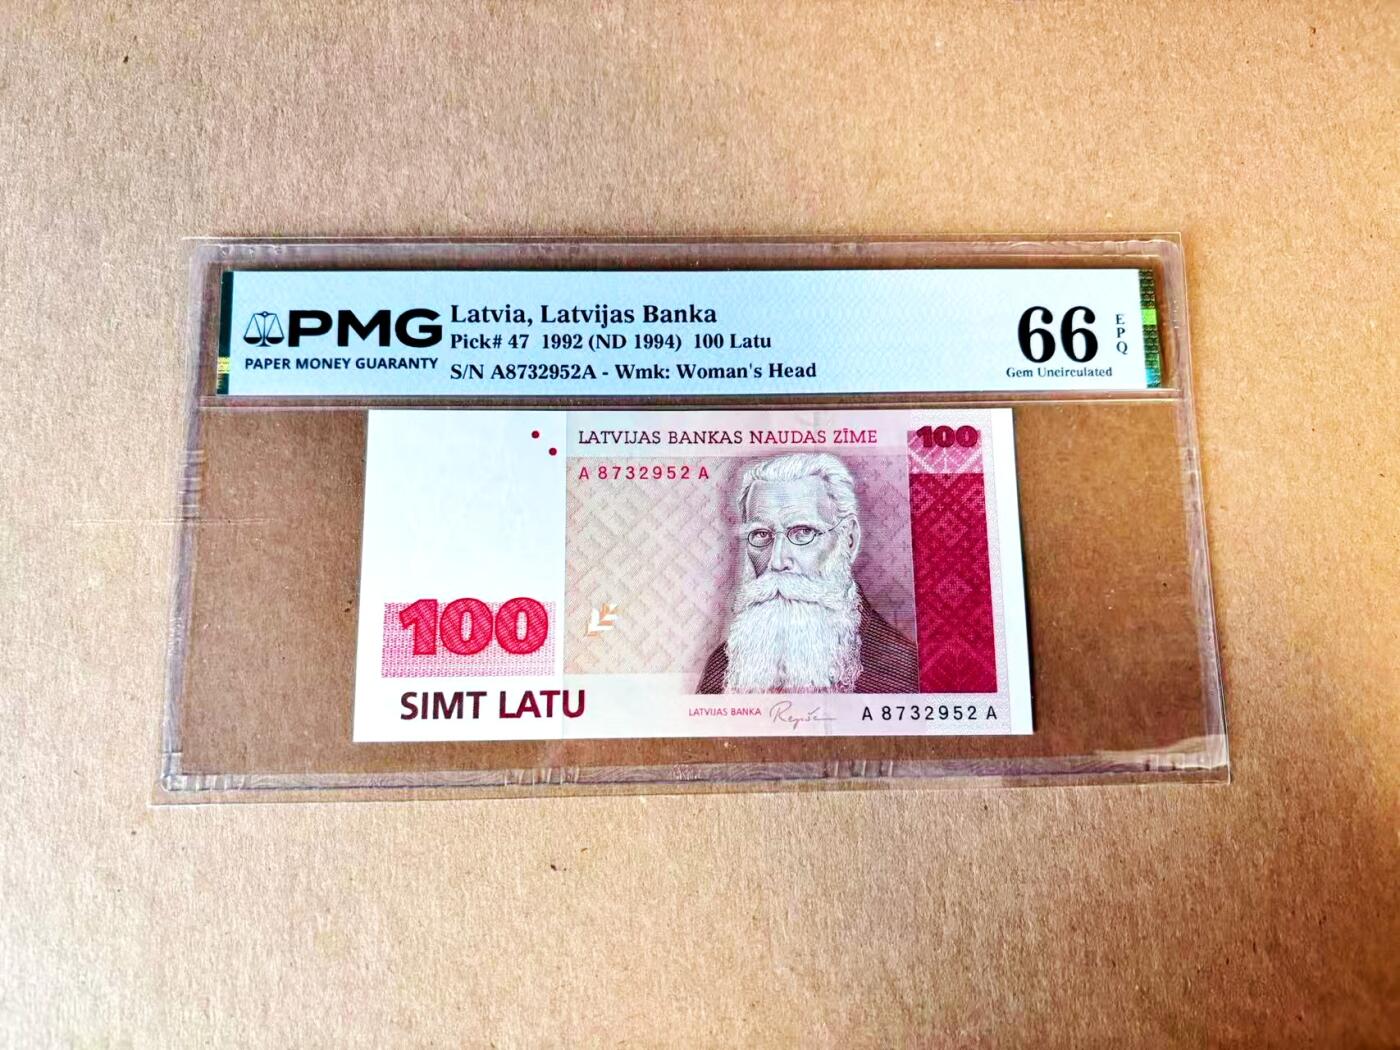 PMG
PAPER MONEY GUARANTY
Latvia, Latvijas Banka
Pick# 47 1992 (ND 1994) 100 Latu
S/N A8732952A - Wmk: Woman's Head
66
EPQ
Gem Uncirculated
LATVIJAS BANKAS NAUDAS ZĪME
100
A 8732952 A
100
SIMT LATU
LATVIJAS BANKA
A 8732952 A